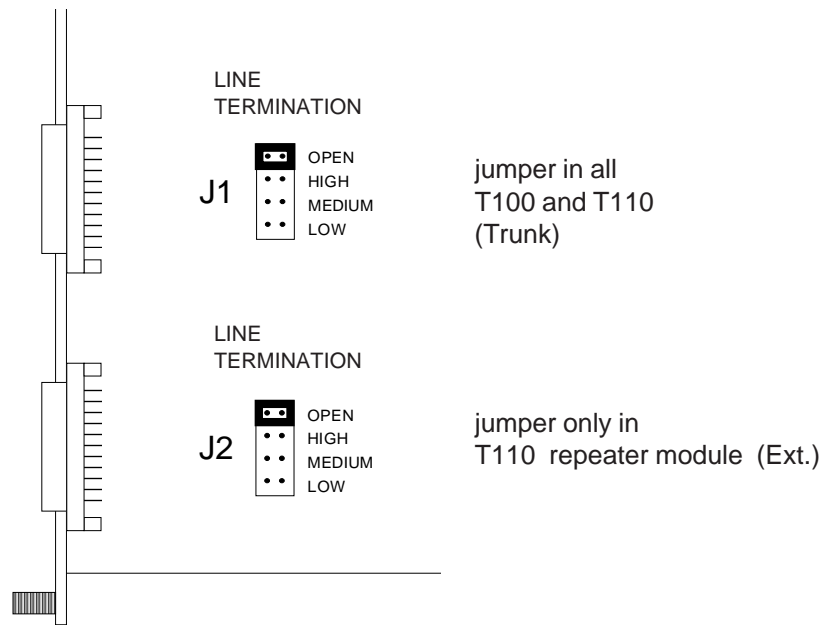 LINE
TERMINATION
J1
OPEN
HIGH
MEDIUM
LOW
jumper in all
T100 and T110
(Trunk)
LINE
TERMINATION
J2
OPEN
HIGH
MEDIUM
LOW
jumper only in
T110 repeater module (Ext.)